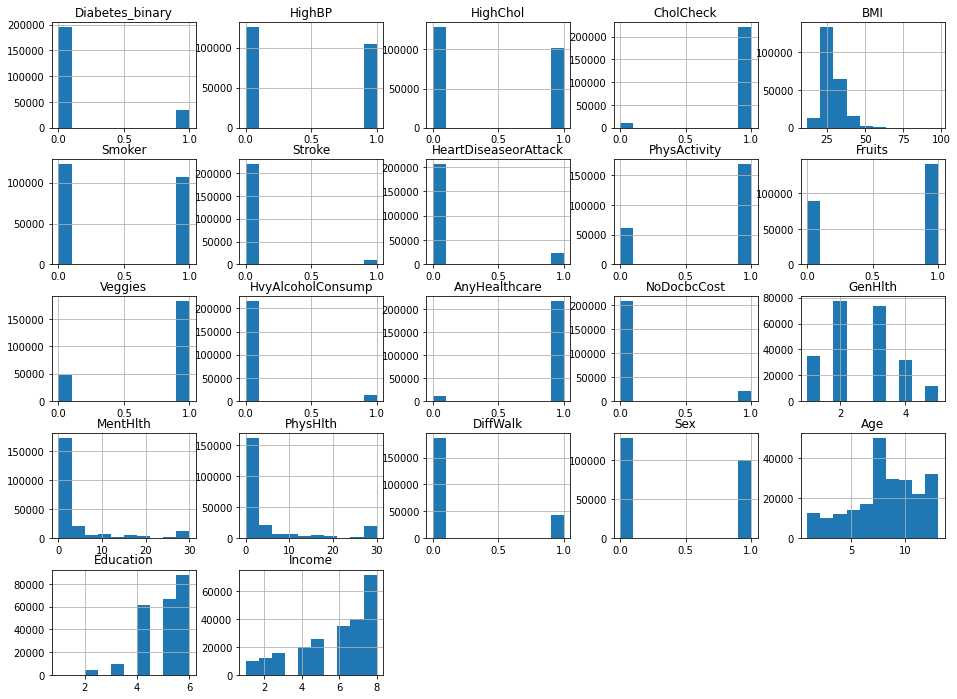 Diabetes_binary HighBP HighChol CholCheck BMI
200000 150000 100000 50000 0
0.0 0.5 1.0
100000 50000 0
0.0 0.5 1.0
100000 50000 0
0.0 0.5 1.0
200000 150000 100000 50000 0
0.0 0.5 1.0
100000 50000 0
25 50 75 100
Smoker Stroke HeartDiseaseorAttack PhysActivity Fruits
100000 50000 0
0.0 0.5 1.0
200000 150000 100000 50000 0
0.0 0.5 1.0
200000 150000 100000 50000 0
0.0 0.5 1.0
150000 100000 50000 0
0.0 0.5 1.0
100000 50000 0
0.0 0.5 1.0
Veggies HvyAlcoholConsump AnyHealthcare NoDocbcCost GenHlth
150000 100000 50000 0
0.0 0.5 1.0
200000 150000 100000 50000 0
0.0 0.5 1.0
200000 150000 100000 50000 0
0.0 0.5 1.0
200000 150000 100000 50000 0
0.0 0.5 1.0
80000 60000 40000 20000 0
2 4
MentHlth PhysHlth DiffWalk Sex Age
150000 100000 50000 0
0 10 20 30
150000 100000 50000 0
0 10 20 30
150000 100000 50000 0
0.0 0.5 1.0
100000 50000 0
0.0 0.5 1.0
40000 20000 0
5 10
Education Income
80000 60000 40000 20000 0
2 4 6
60000 40000 20000 0
2 4 6 8